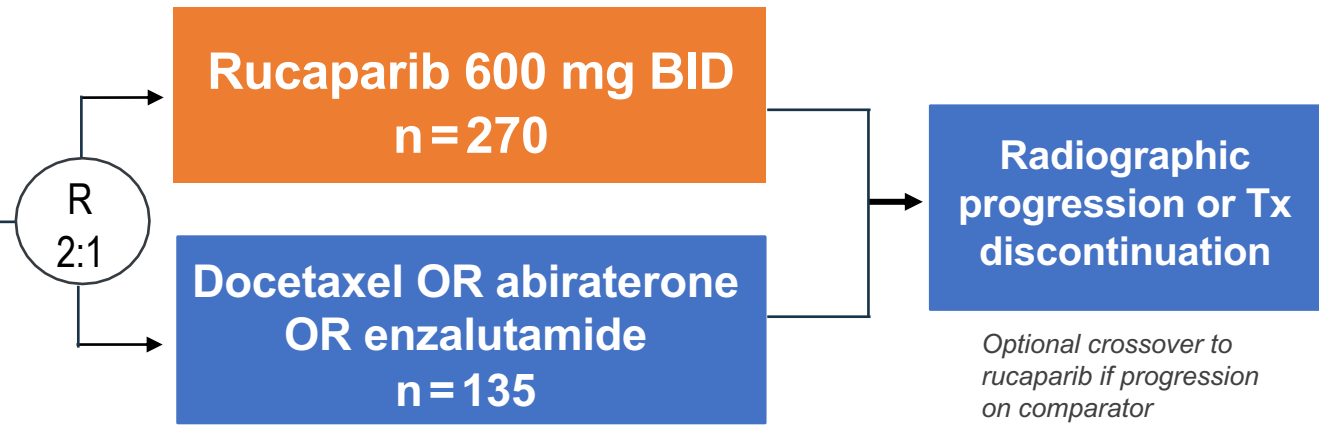 R
2:1
Rucaparib 600 mg BID
n = 270
Docetaxel OR abiraterone
OR enzalutamide
n = 135
Radiographic
progression or Tx
discontinuation
Optional crossover to
rucaparib if progression
on comparator